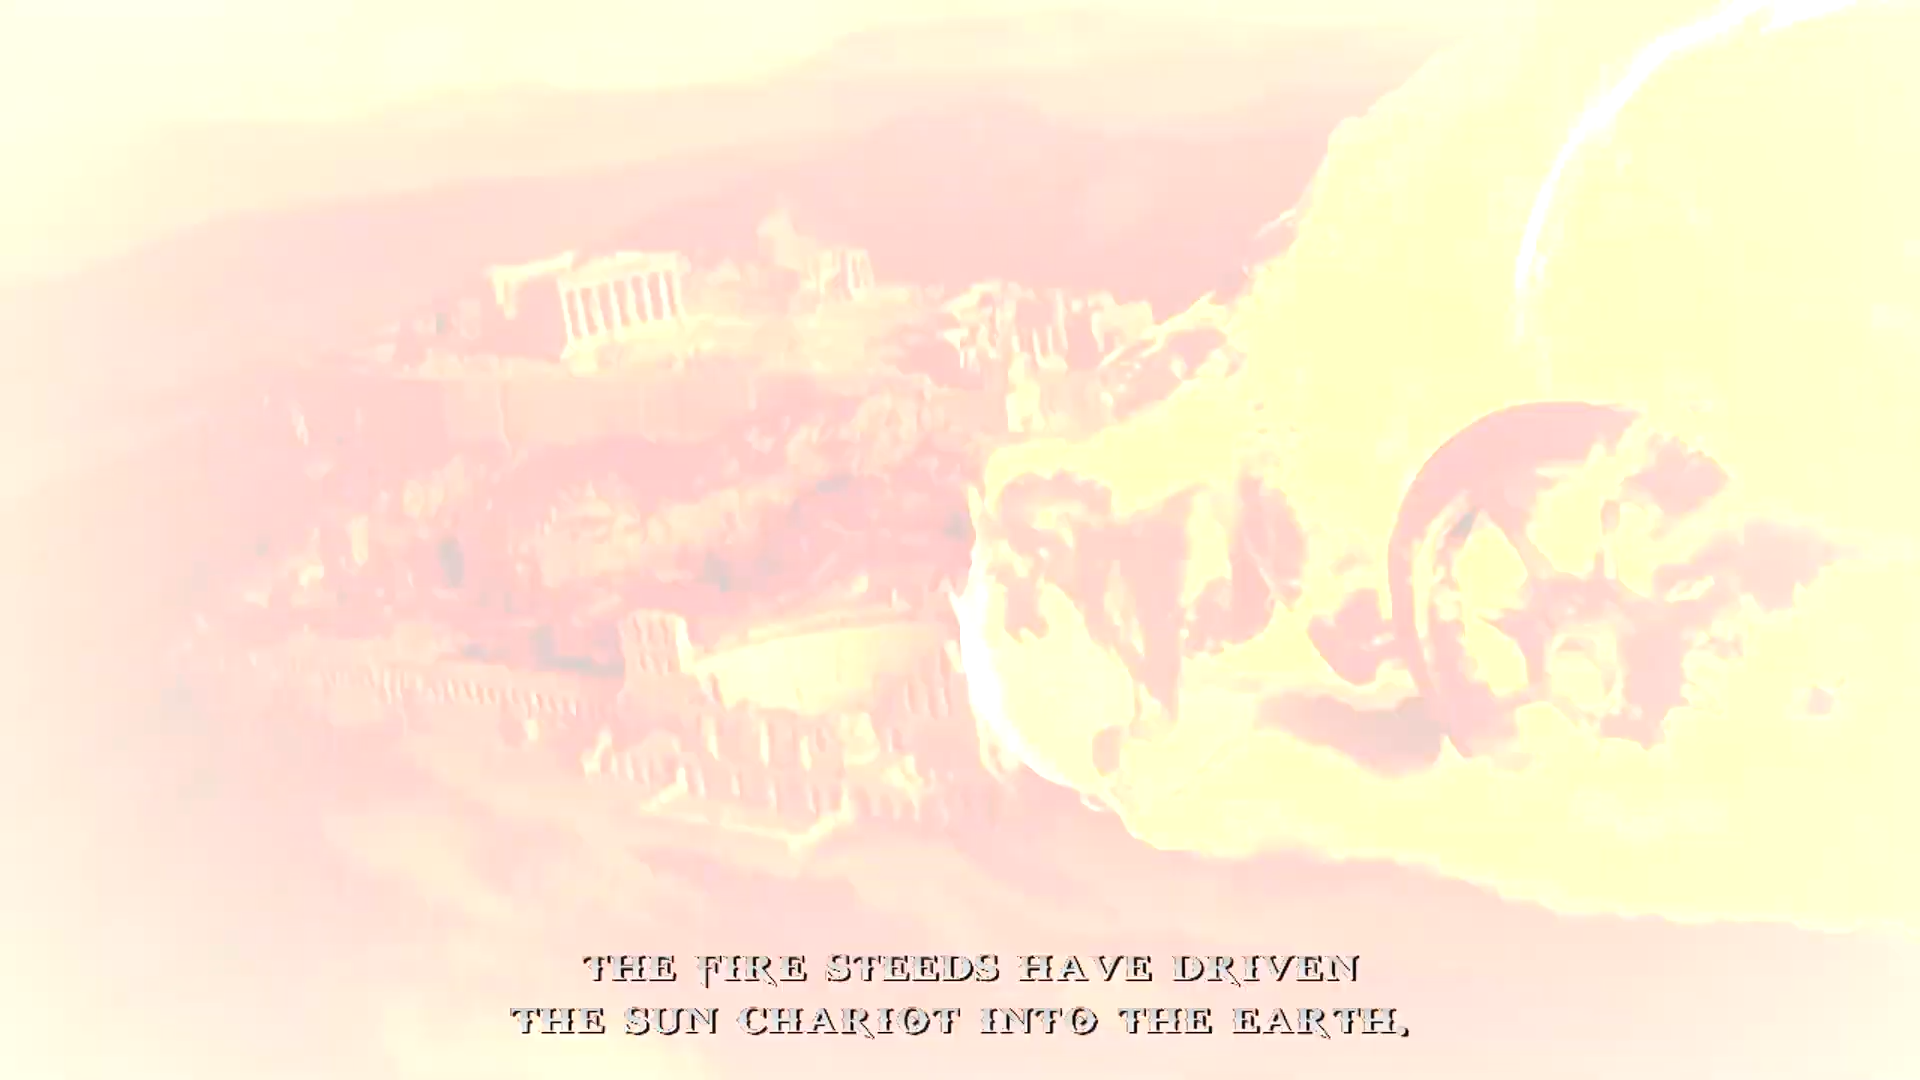 THE FIRE STEEDS HAVE DRIVEN
THE SUN CHARIOT INTO THE EARTH.